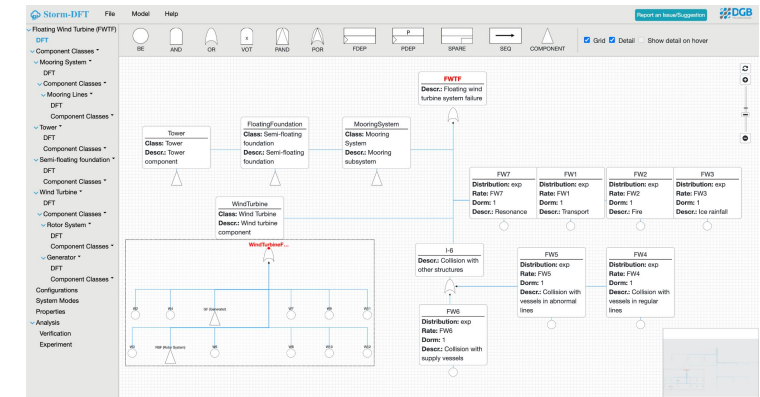 Storm-DFT File Model Help Report an Issue/Suggestion DGB
Floating Wind Turbine (FWTF)
DFT
Component Classes
Mooring System
DFT
Component Classes
Mooring Lines
DFT
Component Classes
Tower
DFT
Component Classes
Semi-floating foundation
DFT
Component Classes
Wind Turbine
DFT
Component Classes
Rotor System
DFT
Component Classes
Generator
DFT
Component Classes
Configurations
System Modes
Properties
Analysis
Verification
Experiment
BE AND OR VOT PAND POR FDEP PDEP SPARE SEQ COMPONENT
P
Grid Detail Show detail on hover
FWTF
Descr.: Floating wind
turbine system failure
Tower
Class: Tower
Descr.: Tower
component
FloatingFoundation
Class: Semi-floating
foundation
Descr.: Semi-floating
foundation
MooringSystem
Class: Mooring
System
Descr.: Mooring
subsystem
WindTurbine
Class: Wind Turbine
Descr.: Wind turbine
component
WindTurbineF...
FW7
Distribution: exp
Rate: FW7
Dorm: 1
Descr.: Resonance
FW1
Distribution: exp
Rate: FW1
Dorm: 1
Descr.: Transport
FW2
Distribution: exp
Rate: FW2
Dorm: 1
Descr.: Fire
FW3
Distribution: exp
Rate: FW3
Dorm: 1
Descr.: Ice rainfall
I-6
Descr.: Collision with
other structures
FW5
Distribution: exp
Rate: FW5
Dorm: 1
Descr.: Collision with
vessels in abnormal
lines
FW4
Distribution: exp
Rate: FW4
Dorm: 1
Descr.: Collision with
vessels in regular
lines
FW6
Distribution: exp
Rate: FW6
Dorm: 1
Descr.: Collision with
supply vessels